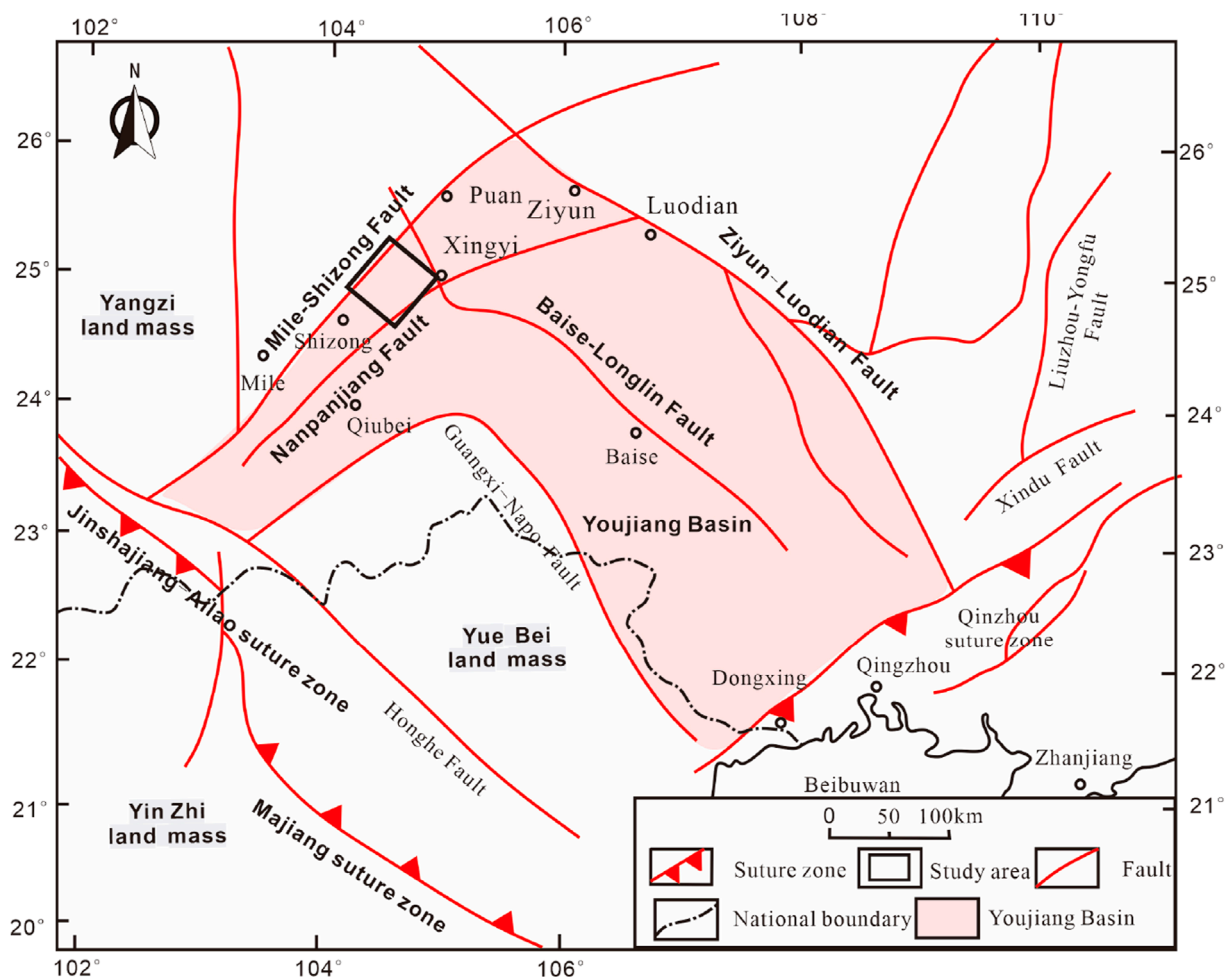 102°
104°
106°
108°
110°
N
26°
26°
Puan
Ziyun
Luodian
Mile-Shizong Fault
Xingyi
Ziyun-Luodian Fault
25°
25°
Yangzi
land mass
Liuzhou-Yongfu
Fault
Shizong
Baise-Longlin Fault
Mile
Nanpanjiang Fault
24°
24°
Qiubei
Baise
Guangxi-Napo Fault
Xindu Fault
23°
23°
Youjiang Basin
Jinshajiang-Ailao suture zone
Yue Bei
land mass
Qinzhou
suture zone
22°
22°
Dongxing
Qingzhou
Honghe Fault
Zhanjiang
Beibuwan
21°
21°
Yin Zhi
land mass
Majiang suture zone
0 50 100km
Suture zone
Study area
Fault
National boundary
Youjiang Basin
20°
102°
104°
106°